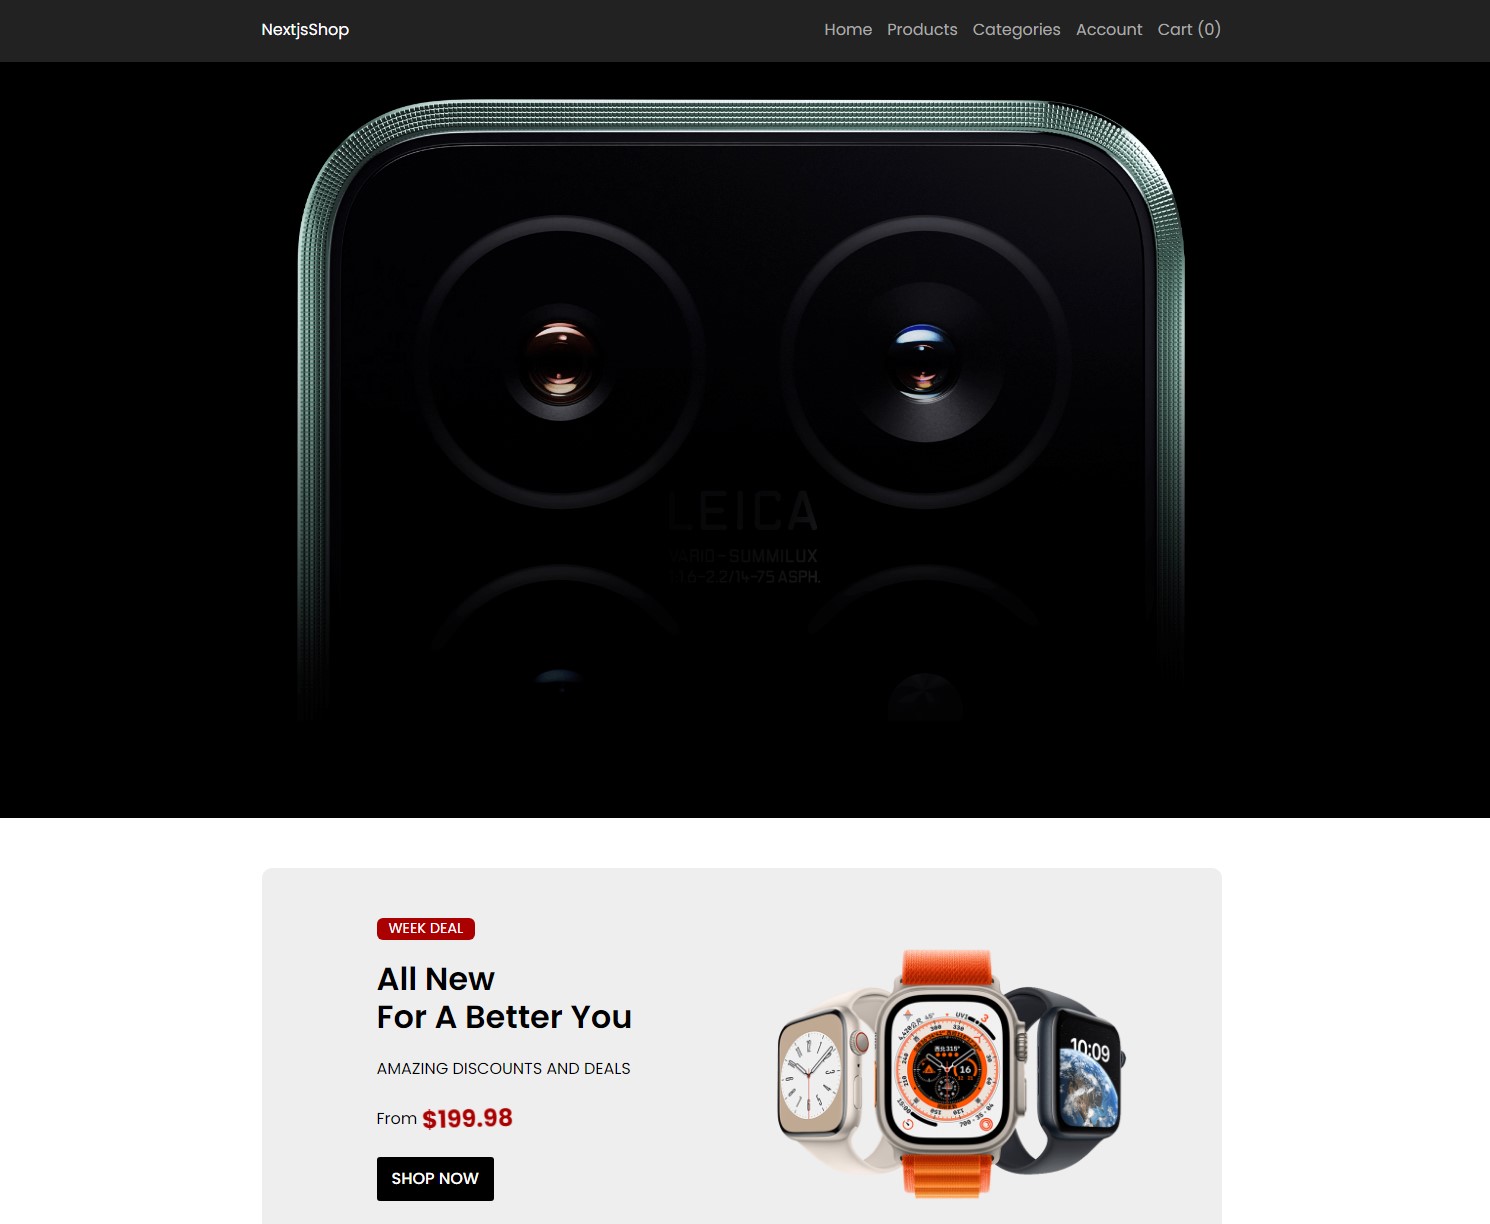 NextjsShop
Home Products Categories Account Cart (0)
LEICA
VARIO-SUMMILUX
1:1.6-2.2/14-75 ASPH.
WEEK DEAL
All New
For A Better You
AMAZING DISCOUNTS AND DEALS
From $199.98
SHOP NOW
10:09